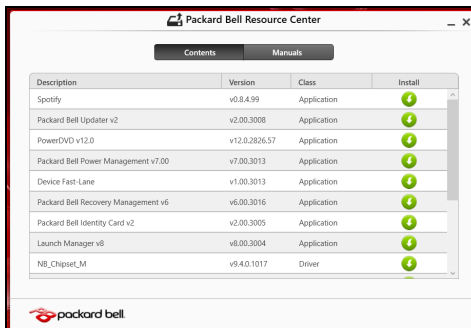 Packard Bell Resource Center
Contents Manuals
Description Version Class Install
Spotify v0.8.4.99 Application
Packard Bell Updater v2 v2.00.3008 Application
PowerDVD v12.0 v12.0.2826.57 Application
Packard Bell Power Management v7.00 v7.00.3013 Application
Device Fast-Lane v1.00.3013 Application
Packard Bell Recovery Management v6 v6.00.3016 Application
Packard Bell Identity Card v2 v2.00.3005 Application
Launch Manager v8 v8.00.3004 Application
NB_Chipset_M v9.4.0.1017 Driver
packard bell